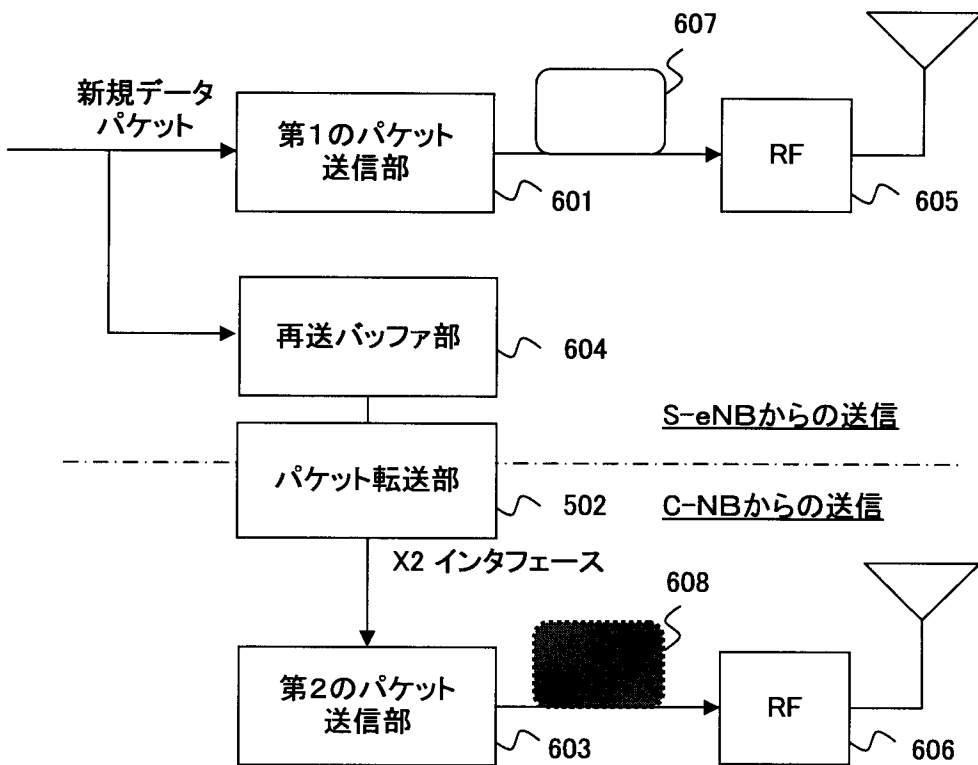 607
新規データ
パケット
第1のパケット
送信部
RF
601
605
再送バッファ部
604
S-eNBからの送信
パケット転送部
502
C-NBからの送信
X2 インタフェース
608
第2のパケット
送信部
RF
603
606